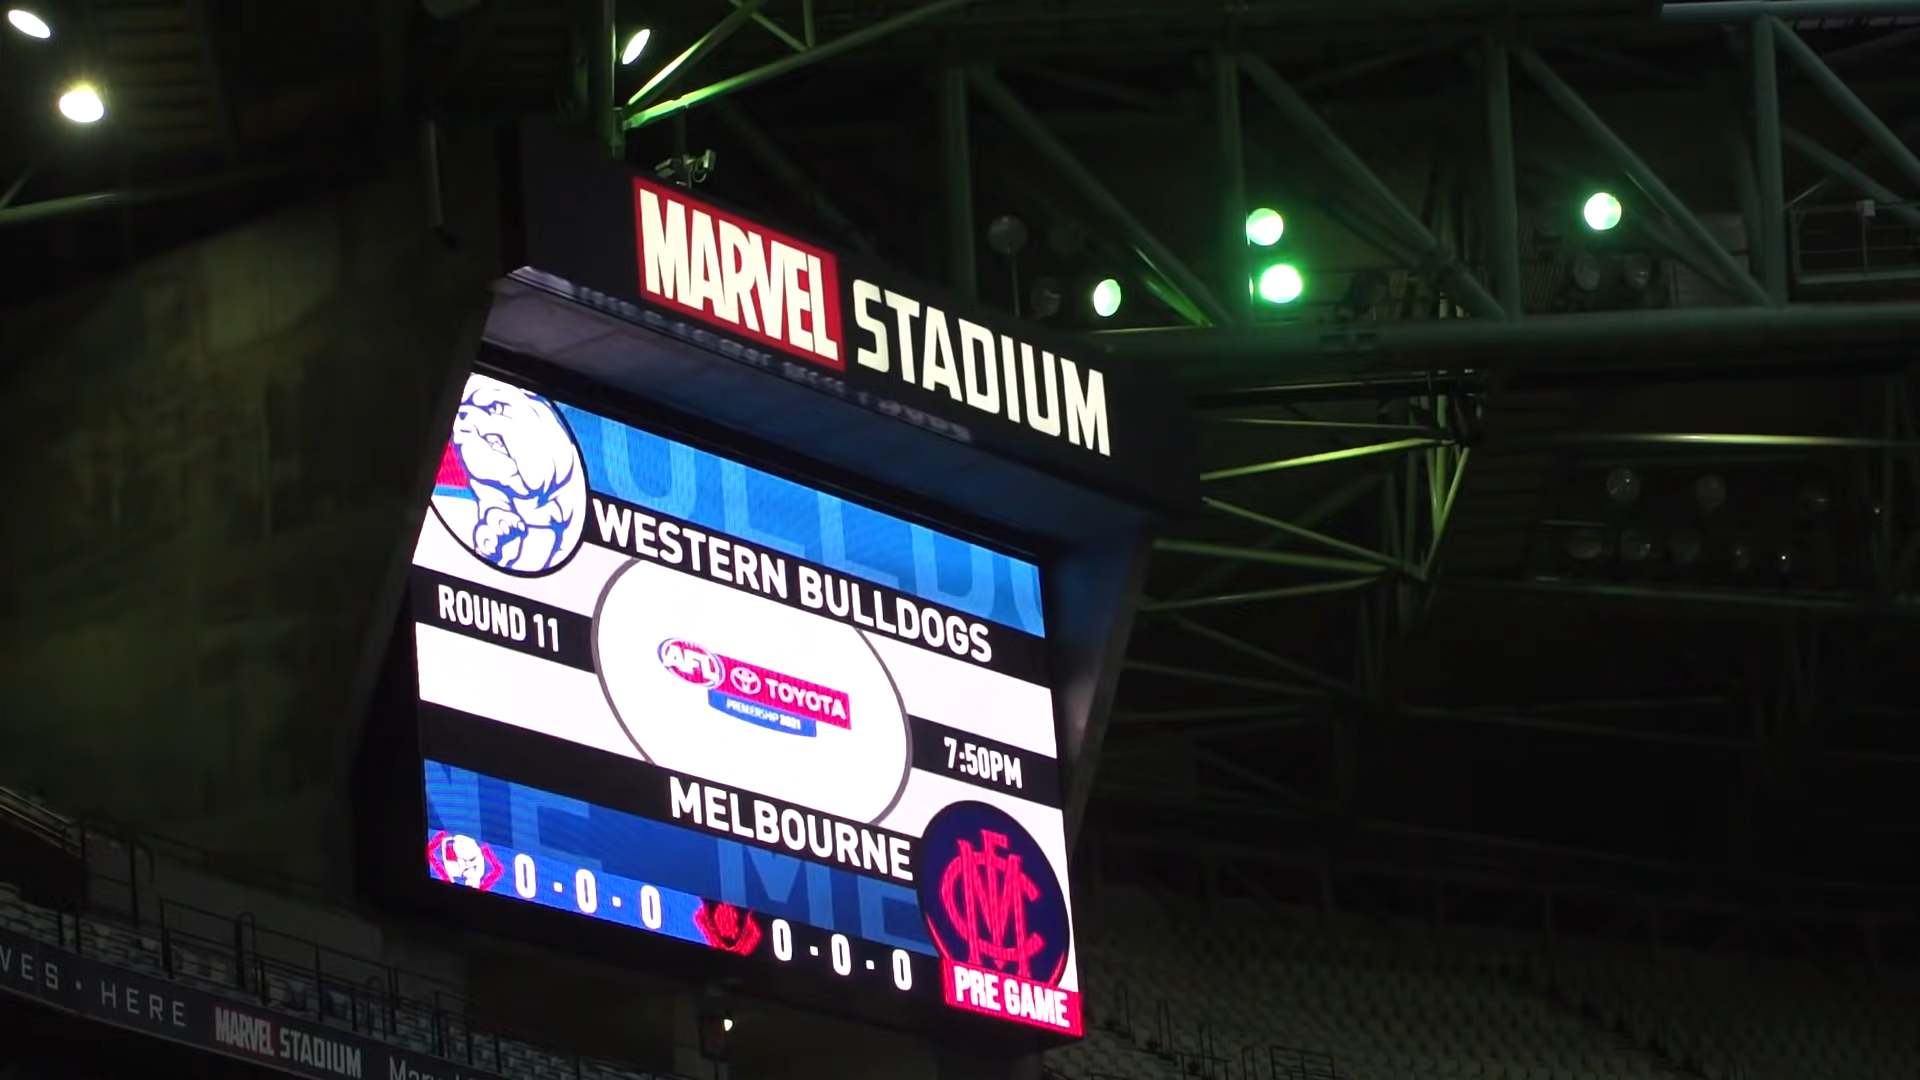 MARVEL STADIUM
WESTERN BULLDOGS
ROUND 11
AFL TOYOTA
PREMIERSHIP 2021
7:50PM
MELBOURNE
0 · 0 · 0
0 · 0 · 0
PRE GAME
· HERE MARVEL STADIUM